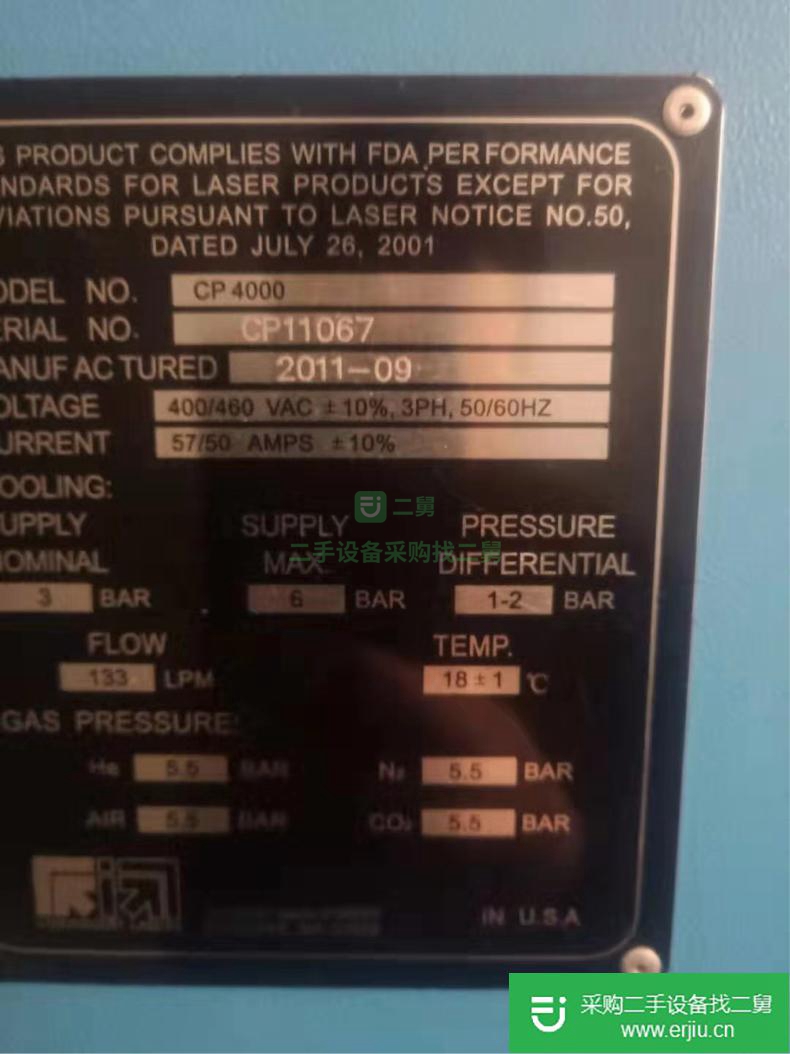 S PRODUCT COMPLIES WITH FDA PERFORMANCE
NDARDS FOR LASER PRODUCTS EXCEPT FOR
VIATIONS PURSUANT TO LASER NOTICE NO.50,
DATED JULY 26, 2001
ODEL NO. CP 4000
ERIAL NO. CP11067
ANUFACTURED 2011-09
OLTAGE 400/460 VAC ±10%, 3PH, 50/60HZ
URRENT 57/50 AMPS ±10%
OOLING:
UPPLY SUPPLY PRESSURE
OMINAL MAX DIFFERENTIAL
3 BAR 6 BAR 1-2 BAR
二舅
二手设备采购找二舅
FLOW TEMP.
133 LPM 18±1 ℃
GAS PRESSURE:
He 5.5 BAR N₂ 5.5 BAR
AIR 5.5 BAR CO₂ 5.5 BAR
IN U.S.A
采购二手设备找二舅
www.erjiu.cn